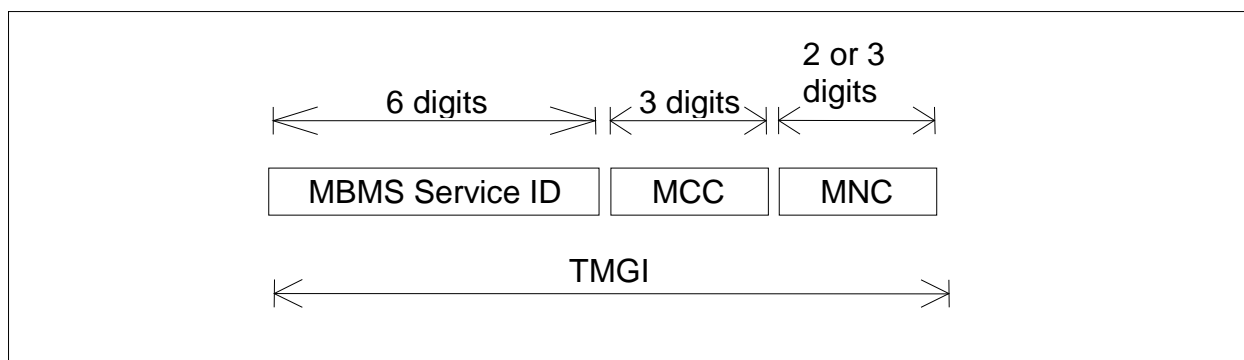 2 or 3
digits
6 digits
3 digits
MBMS Service ID
MCC
MNC
TMGI